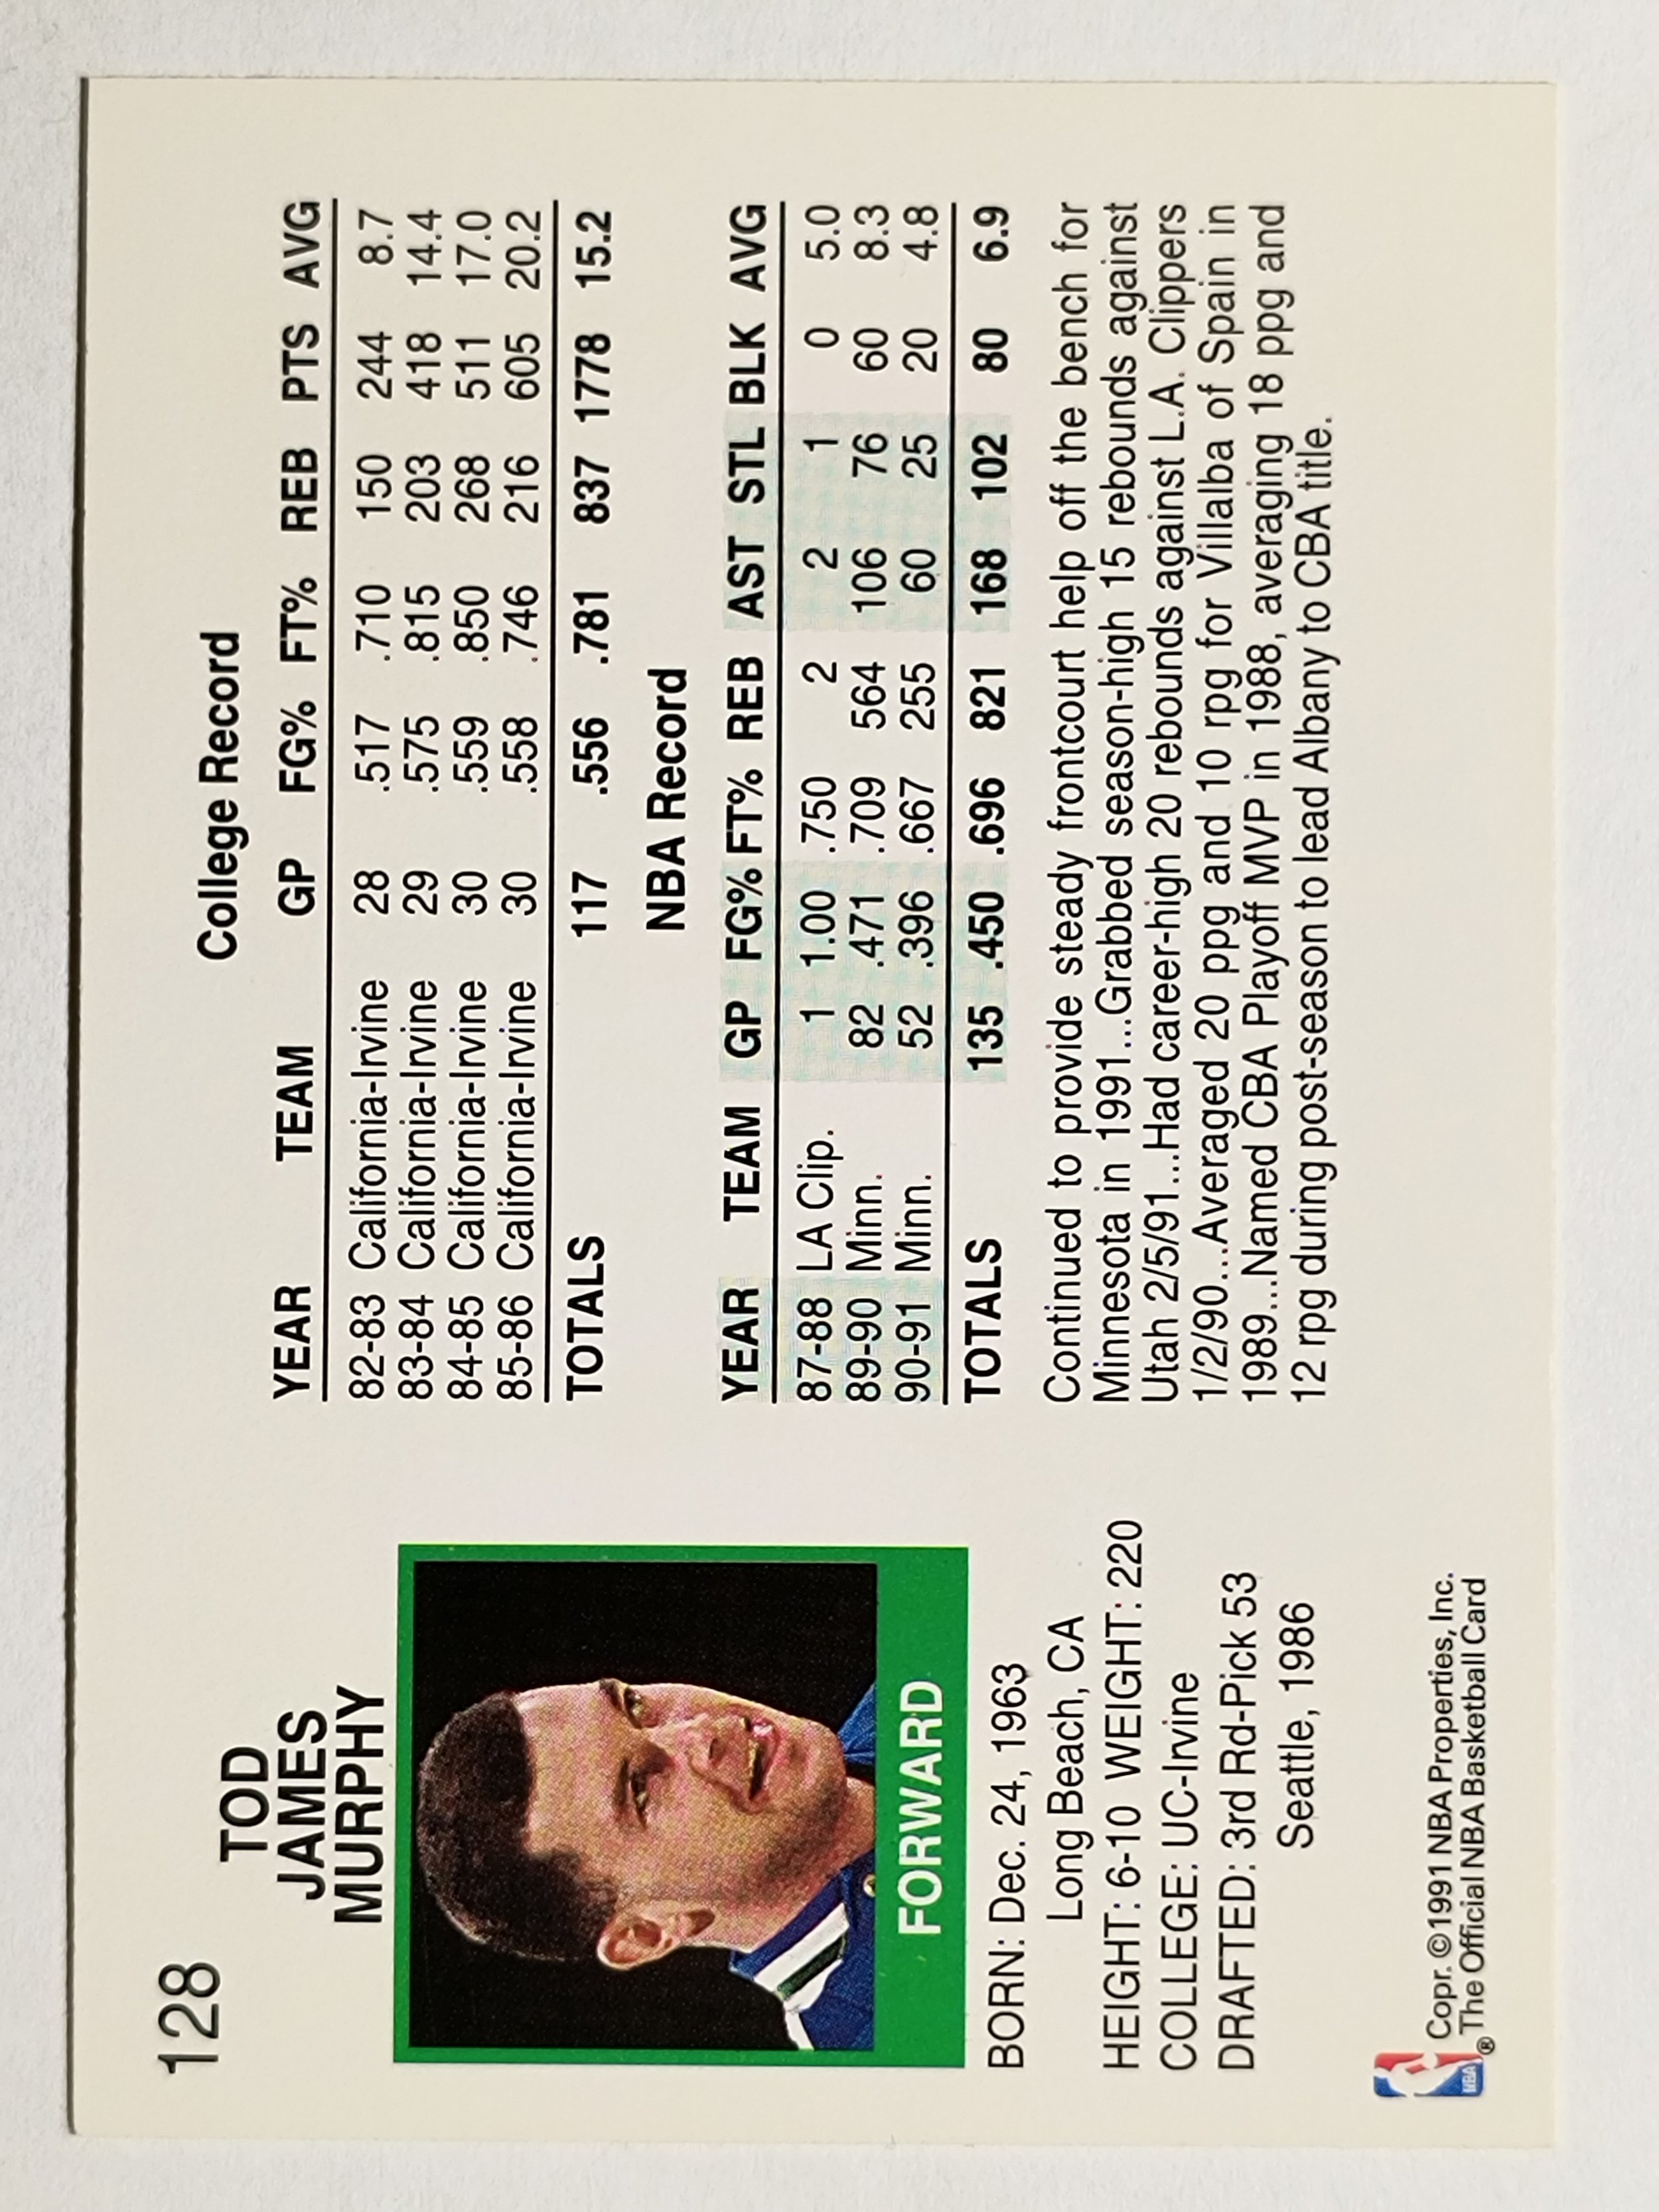 128
TOD
JAMES
MURPHY
FORWARD
BORN: Dec. 24, 1963
Long Beach, CA
HEIGHT: 6-10 WEIGHT: 220
COLLEGE: UC-Irvine
DRAFTED: 3rd Rd-Pick 53
Seattle, 1986
College Record
YEAR TEAM GP FG% FT% REB PTS AVG
82-83 California-Irvine 28 .517 .710 150 244 8.7
83-84 California-Irvine 29 .575 .815 203 418 14.4
84-85 California-Irvine 30 .559 .850 268 511 17.0
85-86 California-Irvine 30 .558 .746 216 605 20.2
TOTALS 117 .556 .781 837 1778 15.2
NBA Record
YEAR TEAM GP FG% FT% REB AST STL BLK AVG
87-88 LA Clip. 1 1.00 .750 2 2 1 0 5.0
89-90 Minn. 82 .471 .709 564 106 76 60 8.3
90-91 Minn. 52 .396 .667 255 60 25 20 4.8
TOTALS 135 .450 .696 821 168 102 80 6.9
Continued to provide steady frontcourt help off the bench for
Minnesota in 1991...Grabbed season-high 15 rebounds against
Utah 2/5/91...Had career-high 20 rebounds against L.A. Clippers
1/2/90...Averaged 20 ppg and 10 rpg for Villalba of Spain in
1989...Named CBA Playoff MVP in 1988, averaging 18 ppg and
12 rpg during post-season to lead Albany to CBA title.
NBA
®
Copr. ©1991 NBA Properties, Inc.
The Official NBA Basketball Card